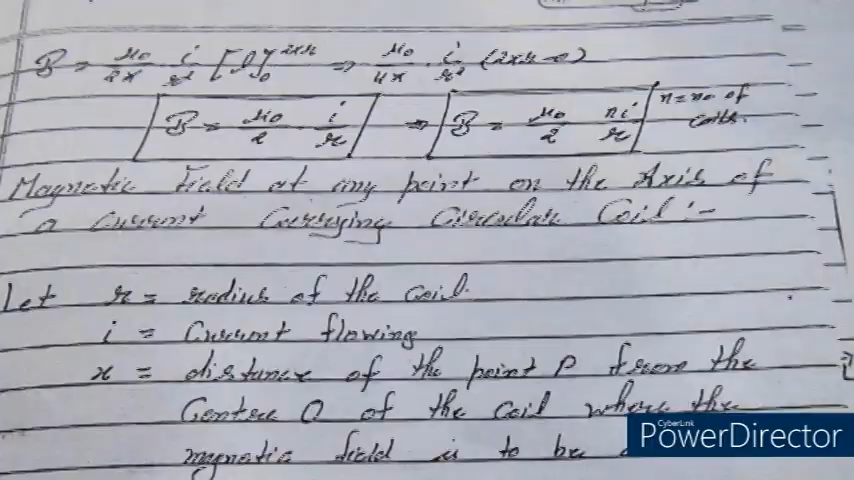 B = μ₀/4π i/r² [l]₀^2πr ⇒ μ₀/4π · i/r² (2πr - 0)
B = μ₀/2 i/r ⇒ B = μ₀/2 ni/r n = no of coils.
Magnetic Field at any point on the Axis of
a current Carrying Circular Coil :-
Let r = radius of the coil.
i = Current flowing
x = distance of the point P from the
Centre O of the coil where the
magnetic field is to be
CyberLink
PowerDirector